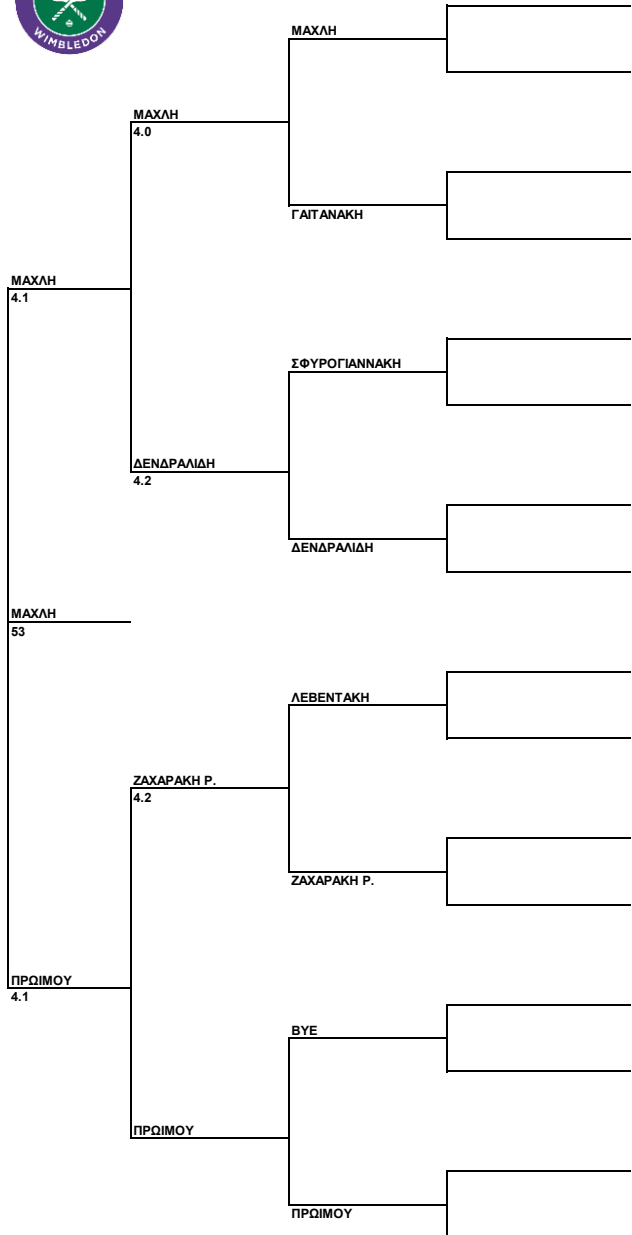 WIMBLEDON
ΜΑΧΛΗ
ΜΑΧΛΗ
4.0
ΓΑΙΤΑΝΑΚΗ
ΜΑΧΛΗ
4.1
ΣΦΥΡΟΓΙΑΝΝΑΚΗ
ΔΕΝΔΡΑΛΙΔΗ
4.2
ΔΕΝΔΡΑΛΙΔΗ
ΜΑΧΛΗ
53
ΛΕΒΕΝΤΑΚΗ
ΖΑΧΑΡΑΚΗ Ρ.
4.2
ΖΑΧΑΡΑΚΗ Ρ.
ΠΡΩΙΜΟΥ
4.1
BYE
ΠΡΩΙΜΟΥ
ΠΡΩΙΜΟΥ